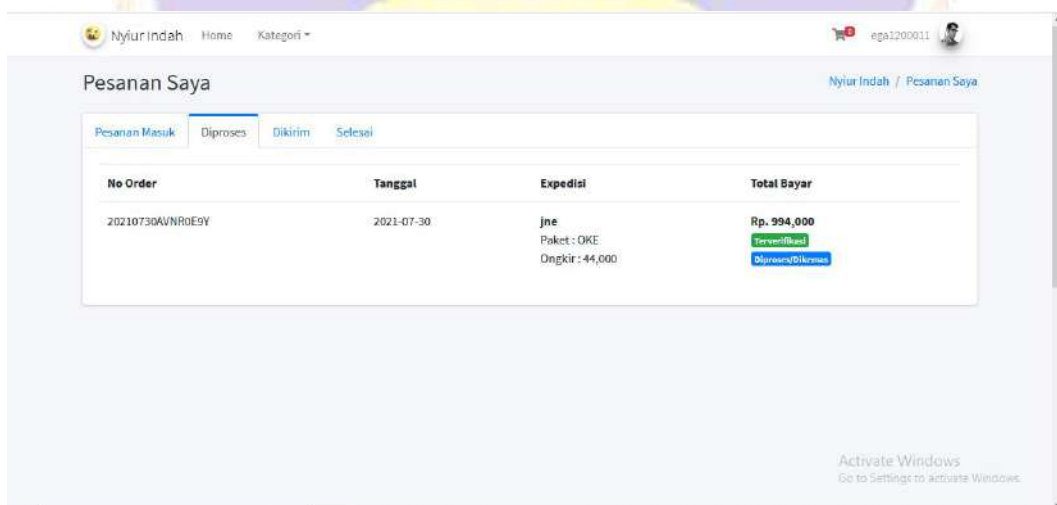 Nyiur Indah Home Kategori 0 ega1200011
Pesanan Saya Nyiur Indah / Pesanan Saya
Pesanan Masuk Diproses Dikirim Selesai
No Order Tanggal Expedisi Total Bayar
20210730AVNR0E9Y 2021-07-30 jne Rp. 994,000
Paket : OKE Terverifikasi
Ongkir : 44,000 Diproses/Dikemas
Activate Windows
Go to Settings to activate Windows.